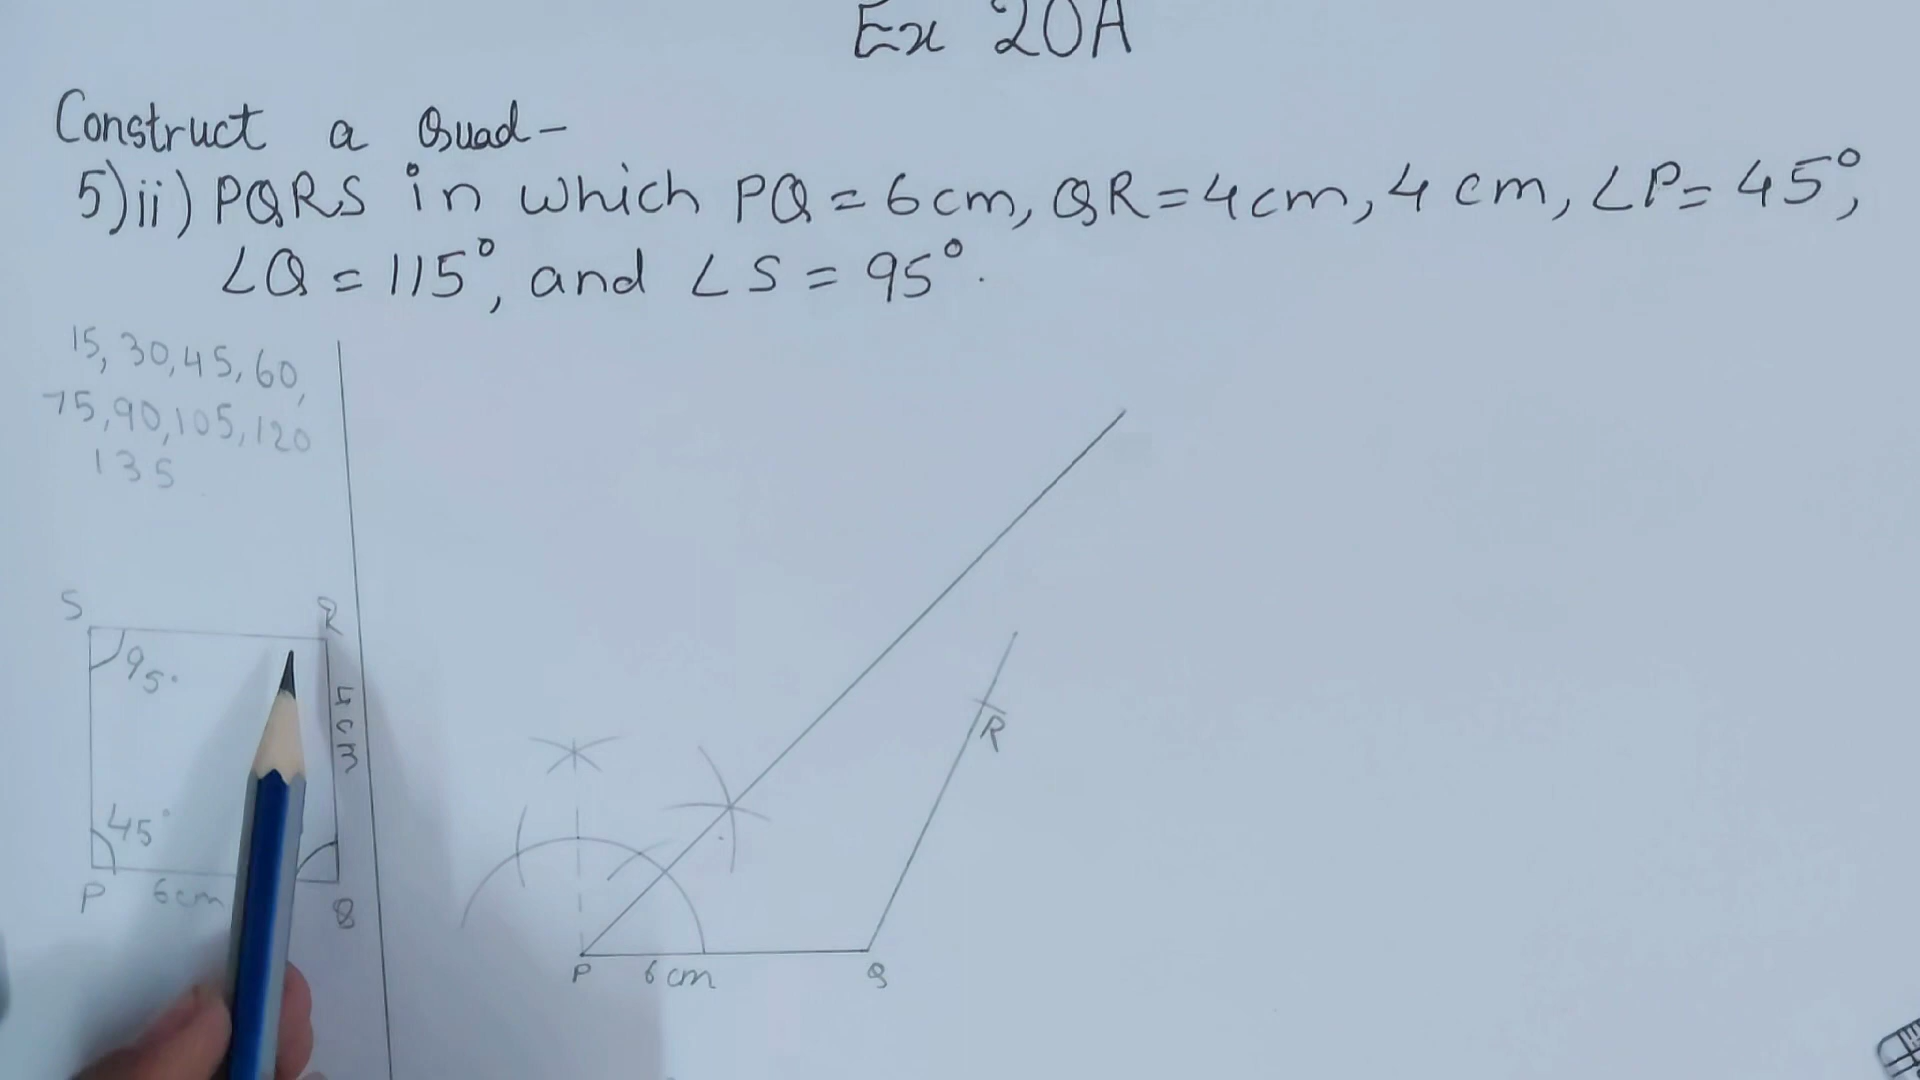 Ex 20A
Construct a Quad-
5)ii) PQRS in which PQ = 6cm, QR = 4cm, 4 cm, ∠P = 45°,
∠Q = 115°, and ∠S = 95°.
15, 30, 45, 60,
75, 90, 105, 120
135
S
R
95°
4cm
45°
P
6cm
Q
R
P
6 cm
Q